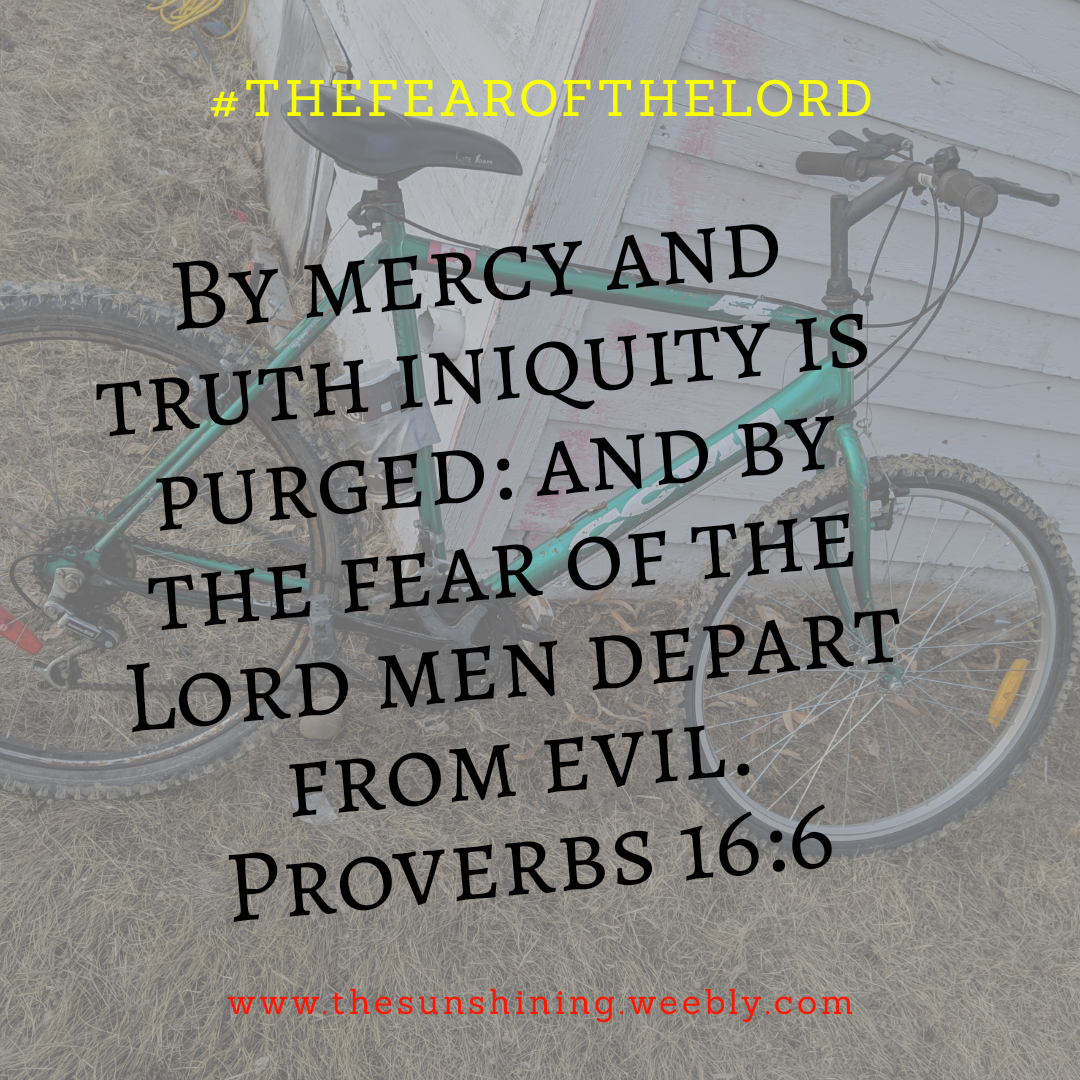 #THEFEAROFTHELORD
By mercy and
truth iniquity is
purged: and by
the fear of the
Lord men depart
from evil.
Proverbs 16:6
www.thesunshining.weebly.com